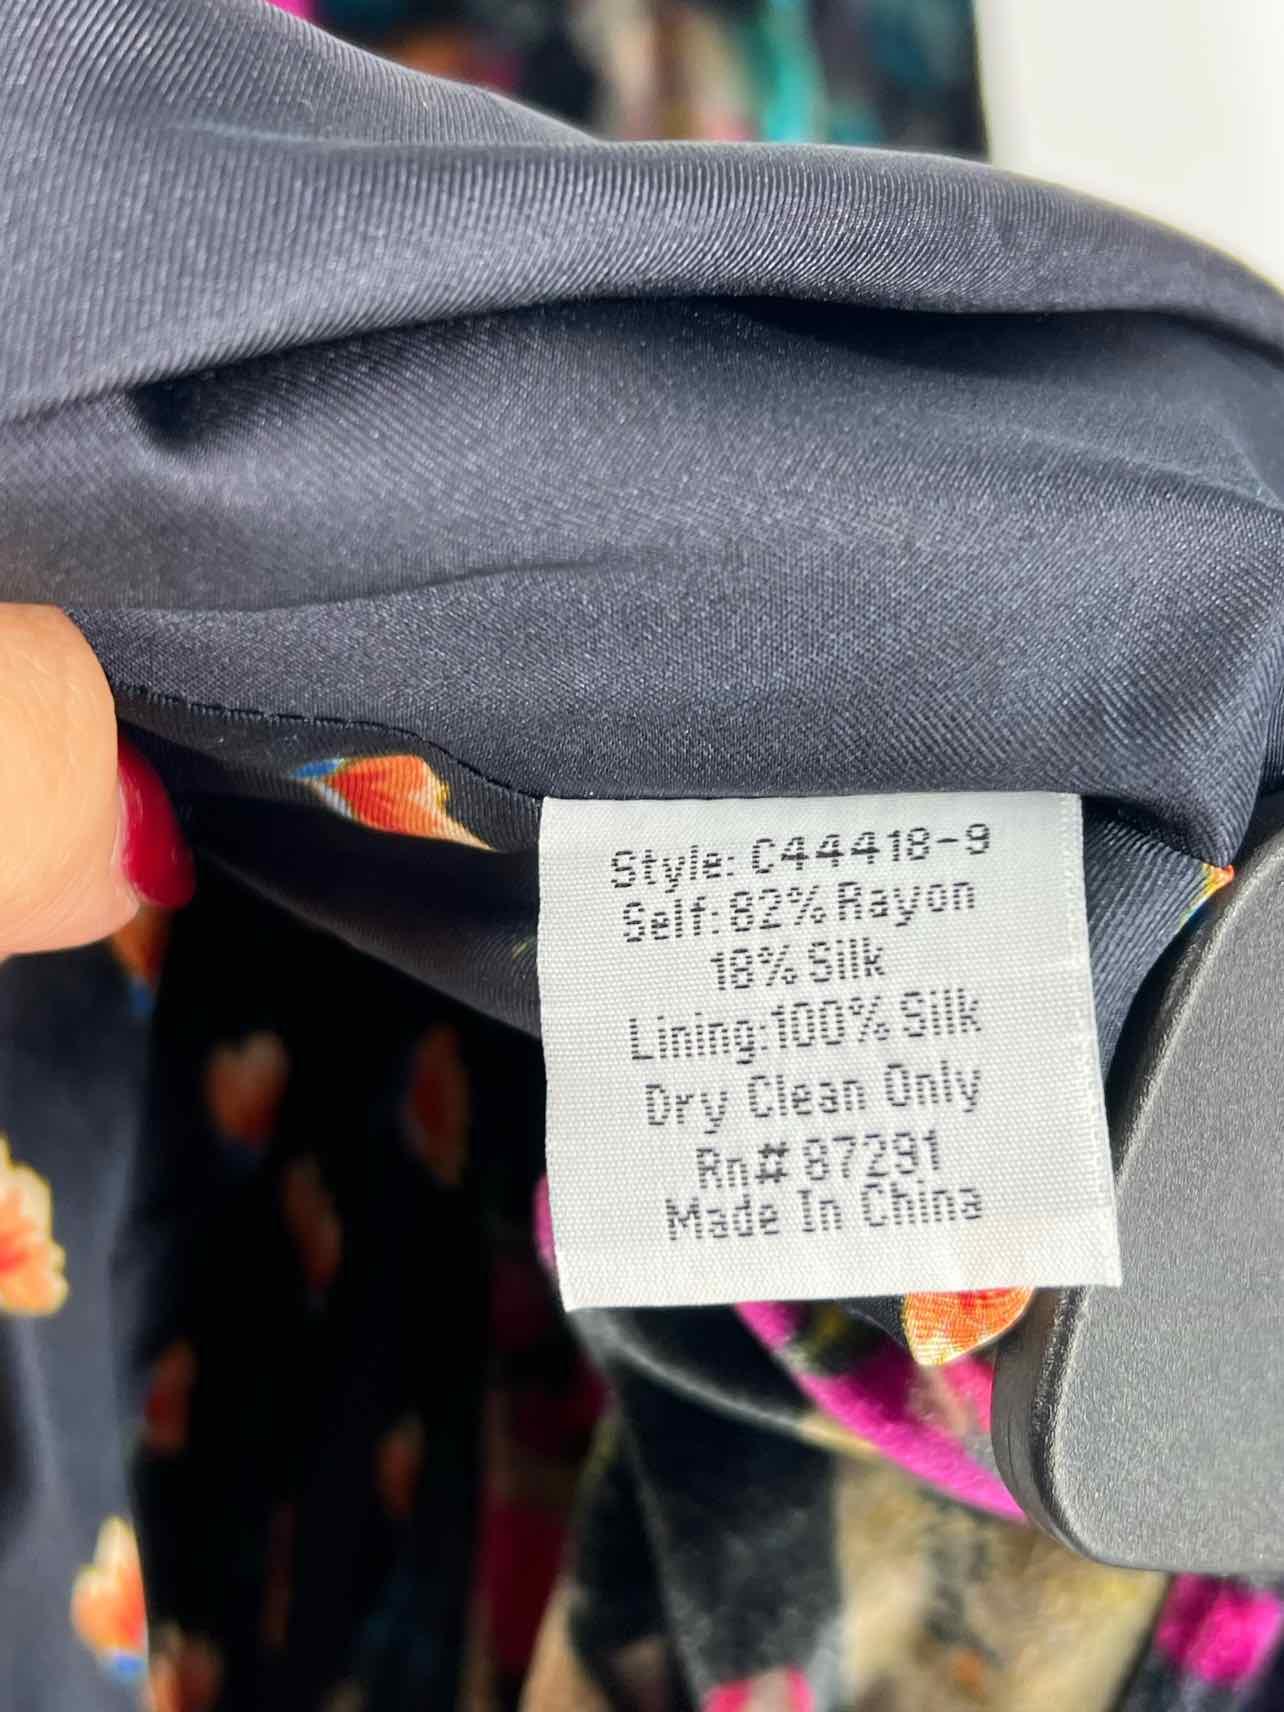 Style: C44418-9
Self:82% Rayon
18% Silk
Lining:100% Silk
Dry Clean Only
Rn# 87291
Made In China